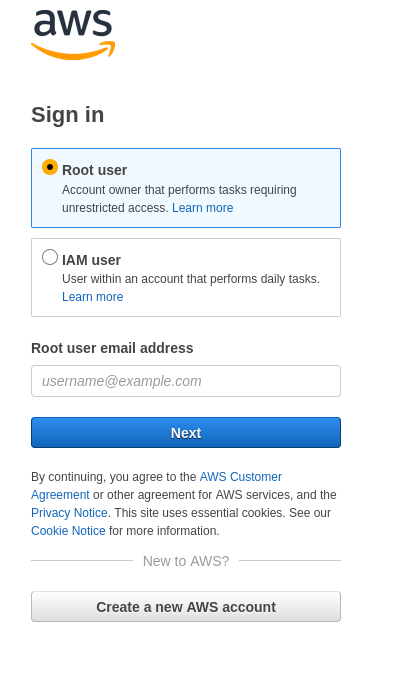 aws
Sign in
Root user
Account owner that performs tasks requiring
unrestricted access. Learn more
IAM user
User within an account that performs daily tasks.
Learn more
Root user email address
username@example.com
Next
By continuing, you agree to the AWS Customer
Agreement or other agreement for AWS services, and the
Privacy Notice. This site uses essential cookies. See our
Cookie Notice for more information.
New to AWS?
Create a new AWS account